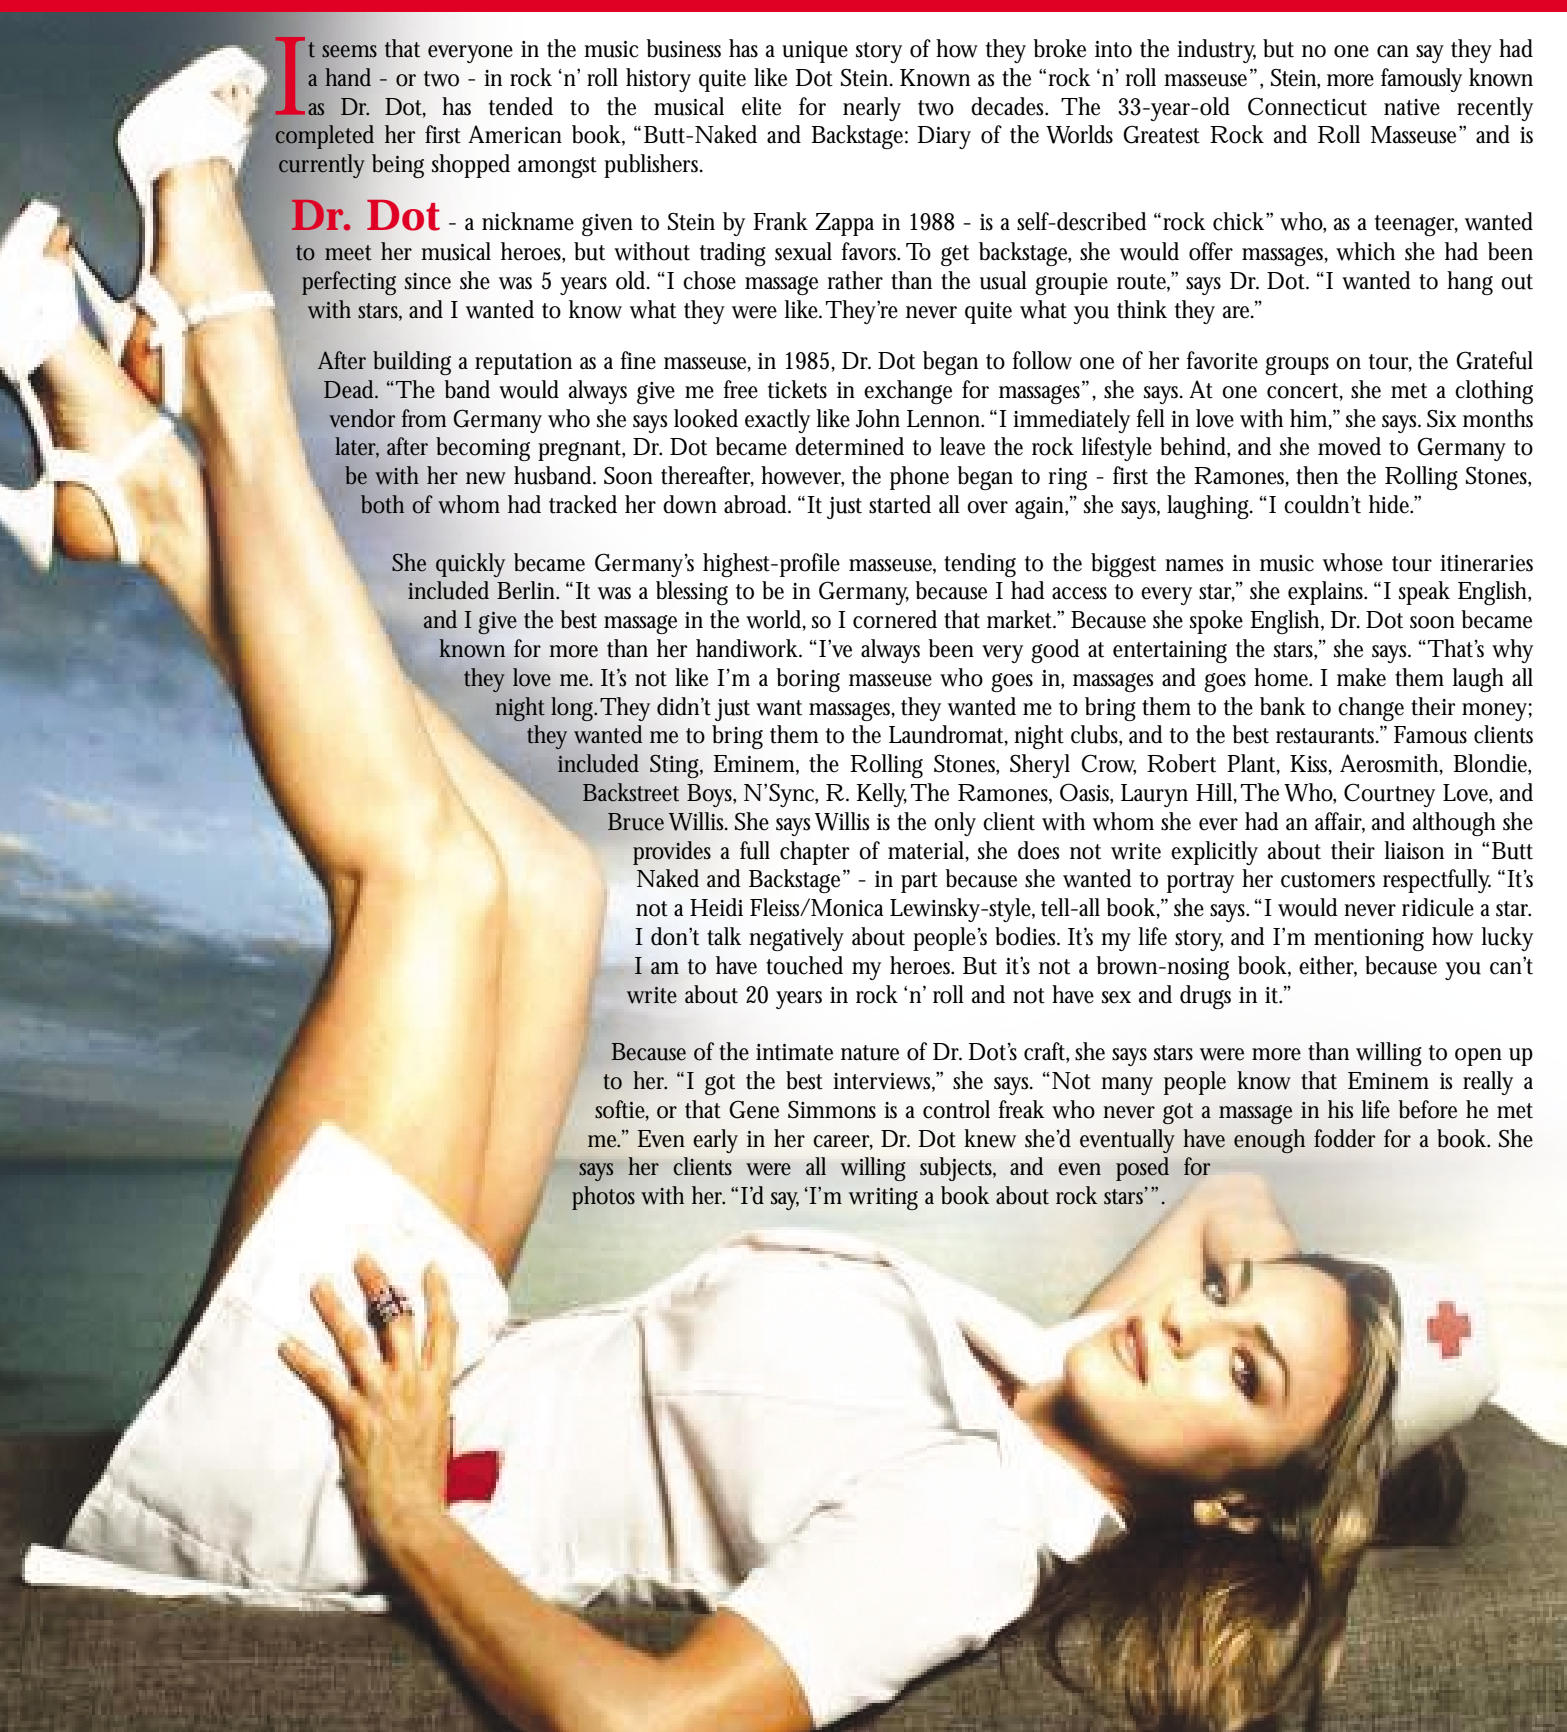 It seems that everyone in the music business has a unique story of how they broke into the industry, but no one can say they had
a hand - or two - in rock ‘n’ roll history quite like Dot Stein. Known as the “rock ‘n’ roll masseuse”, Stein, more famously known
as Dr. Dot, has tended to the musical elite for nearly two decades. The 33-year-old Connecticut native recently
completed her first American book, “Butt-Naked and Backstage: Diary of the Worlds Greatest Rock and Roll Masseuse” and is
currently being shopped amongst publishers.
Dr. Dot - a nickname given to Stein by Frank Zappa in 1988 - is a self-described “rock chick” who, as a teenager, wanted
to meet her musical heroes, but without trading sexual favors. To get backstage, she would offer massages, which she had been
perfecting since she was 5 years old. “I chose massage rather than the usual groupie route,” says Dr. Dot. “I wanted to hang out
with stars, and I wanted to know what they were like. They’re never quite what you think they are.”
After building a reputation as a fine masseuse, in 1985, Dr. Dot began to follow one of her favorite groups on tour, the Grateful
Dead. “The band would always give me free tickets in exchange for massages”, she says. At one concert, she met a clothing
vendor from Germany who she says looked exactly like John Lennon. “I immediately fell in love with him,” she says. Six months
later, after becoming pregnant, Dr. Dot became determined to leave the rock lifestyle behind, and she moved to Germany to
be with her new husband. Soon thereafter, however, the phone began to ring - first the Ramones, then the Rolling Stones,
both of whom had tracked her down abroad. “It just started all over again,” she says, laughing. “I couldn’t hide.”
She quickly became Germany’s highest-profile masseuse, tending to the biggest names in music whose tour itineraries
included Berlin. “It was a blessing to be in Germany, because I had access to every star,” she explains. “I speak English,
and I give the best massage in the world, so I cornered that market.” Because she spoke English, Dr. Dot soon became
known for more than her handiwork. “I’ve always been very good at entertaining the stars,” she says. “That’s why
they love me. It’s not like I’m a boring masseuse who goes in, massages and goes home. I make them laugh all
night long. They didn’t just want massages, they wanted me to bring them to the bank to change their money;
they wanted me to bring them to the Laundromat, night clubs, and to the best restaurants.” Famous clients
included Sting, Eminem, the Rolling Stones, Sheryl Crow, Robert Plant, Kiss, Aerosmith, Blondie,
Backstreet Boys, N’Sync, R. Kelly, The Ramones, Oasis, Lauryn Hill, The Who, Courtney Love, and
Bruce Willis. She says Willis is the only client with whom she ever had an affair, and although she
provides a full chapter of material, she does not write explicitly about their liaison in “Butt
Naked and Backstage” - in part because she wanted to portray her customers respectfully. “It’s
not a Heidi Fleiss/Monica Lewinsky-style, tell-all book,” she says. “I would never ridicule a star.
I don’t talk negatively about people’s bodies. It’s my life story, and I’m mentioning how lucky
I am to have touched my heroes. But it’s not a brown-nosing book, either, because you can’t
write about 20 years in rock ‘n’ roll and not have sex and drugs in it.”
Because of the intimate nature of Dr. Dot’s craft, she says stars were more than willing to open up
to her. “I got the best interviews,” she says. “Not many people know that Eminem is really a
softie, or that Gene Simmons is a control freak who never got a massage in his life before he met
me.” Even early in her career, Dr. Dot knew she’d eventually have enough fodder for a book. She
says her clients were all willing subjects, and even posed for
photos with her. “I’d say, ‘I’m writing a book about rock stars’”.